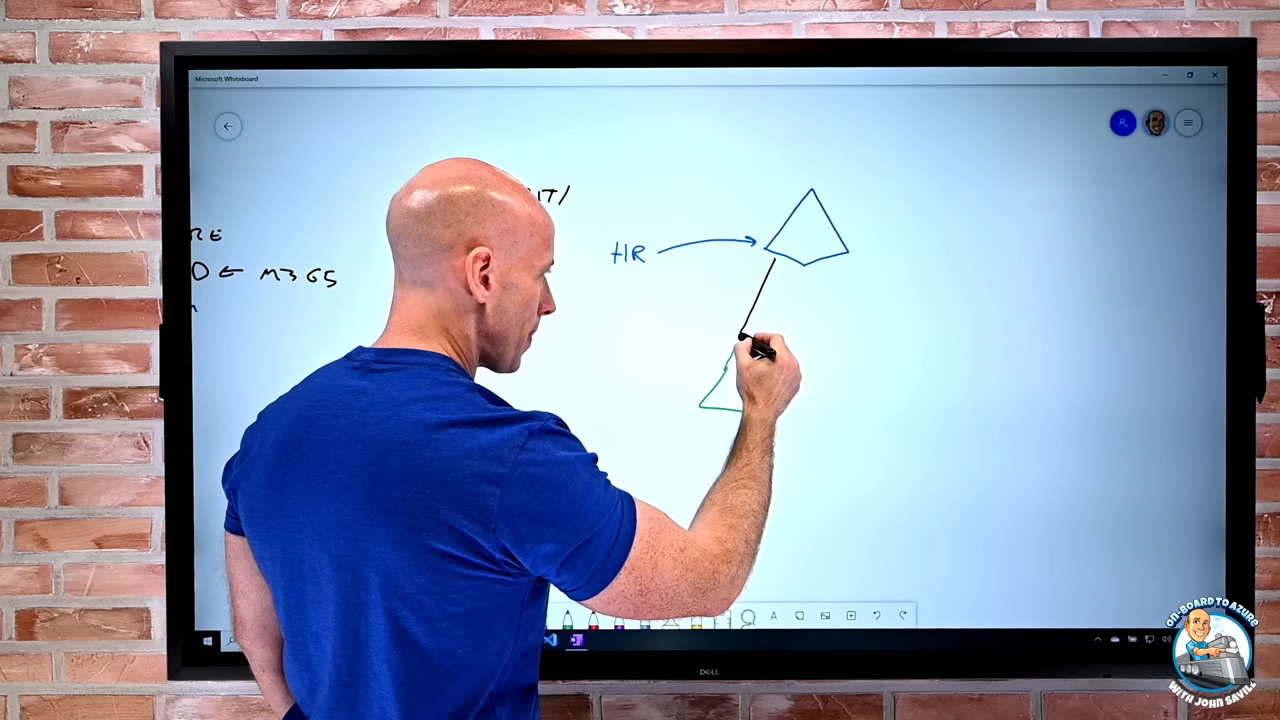 Microsoft Whiteboard
IT/
RE
HR
D ← M365
DELL
ON-BOARD TO AZURE
WITH JOHN SAVILL